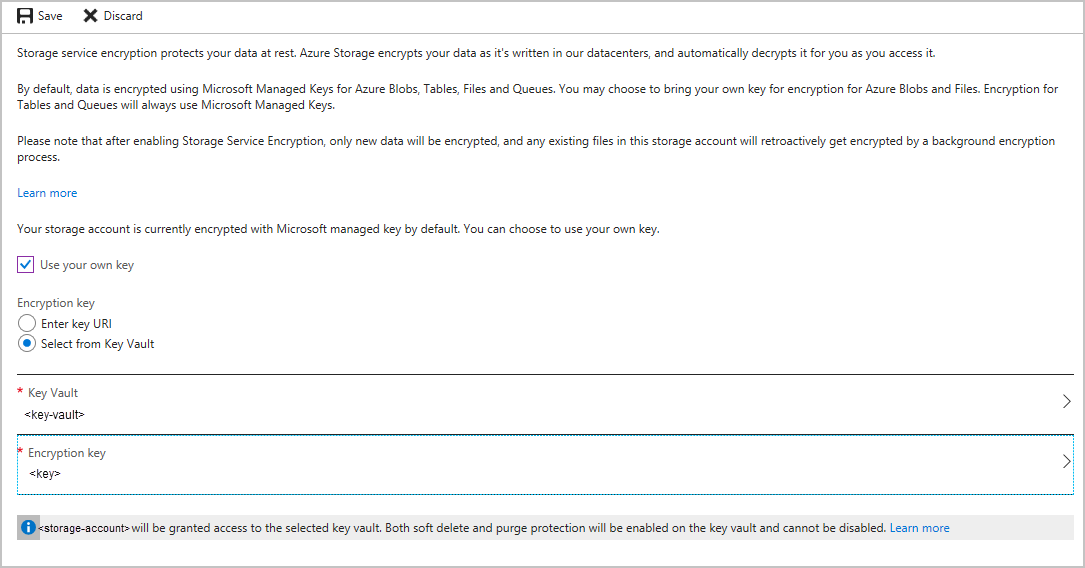 Save Discard
Storage service encryption protects your data at rest. Azure Storage encrypts your data as it's written in our datacenters, and automatically decrypts it for you as you access it.
By default, data is encrypted using Microsoft Managed Keys for Azure Blobs, Tables, Files and Queues. You may choose to bring your own key for encryption for Azure Blobs and Files. Encryption for
Tables and Queues will always use Microsoft Managed Keys.
Please note that after enabling Storage Service Encryption, only new data will be encrypted, and any existing files in this storage account will retroactively get encrypted by a background encryption
process.
Learn more
Your storage account is currently encrypted with Microsoft managed key by default. You can choose to use your own key.
Use your own key
Encryption key
Enter key URI
Select from Key Vault
* Key Vault
<key-vault>
* Encryption key
<key>
<storage-account> will be granted access to the selected key vault. Both soft delete and purge protection will be enabled on the key vault and cannot be disabled. Learn more